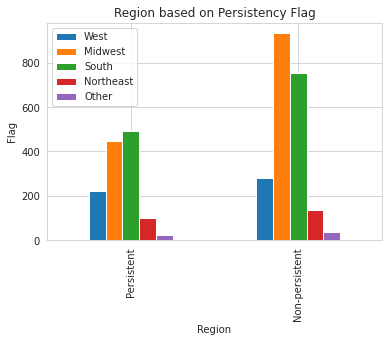 Region based on Persistency Flag
West
Midwest
South
Northeast
Other
800
600
400
200
0
Flag
Persistent
Non-persistent
Region